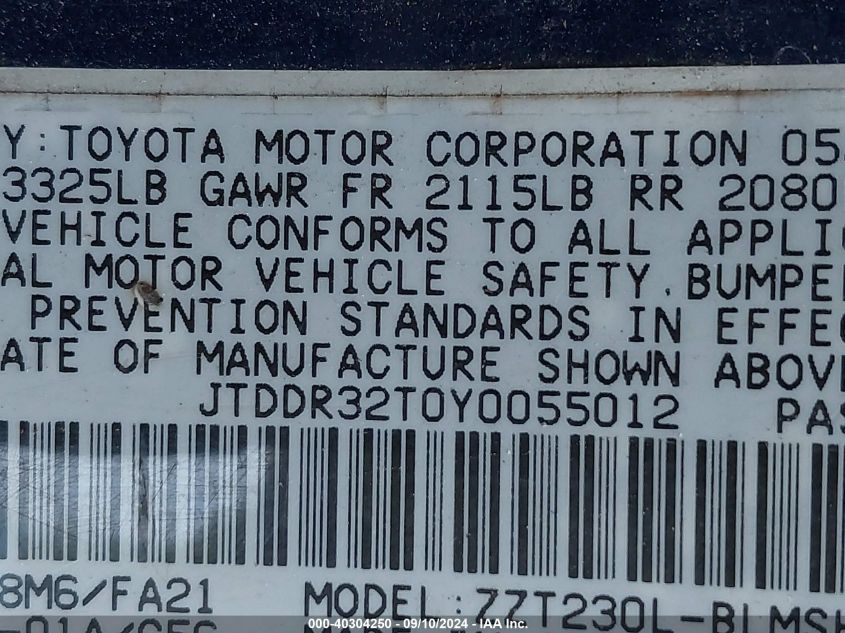 Y:TOYOTA MOTOR CORPORATION 05
3325LB GAWR FR 2115LB RR 2080
VEHICLE CONFORMS TO ALL APPLI
AL MOTOR VEHICLE SAFETY, BUMPE
PREVENTION STANDARDS IN EFFE
ATE OF MANUFACTURE SHOWN ABOV
JTDDR32T0Y0055012 PAS
8M6/FA21 MODEL:ZZT230L-BLMS
000-40304250 - 09/10/2024 - IAA, Inc.